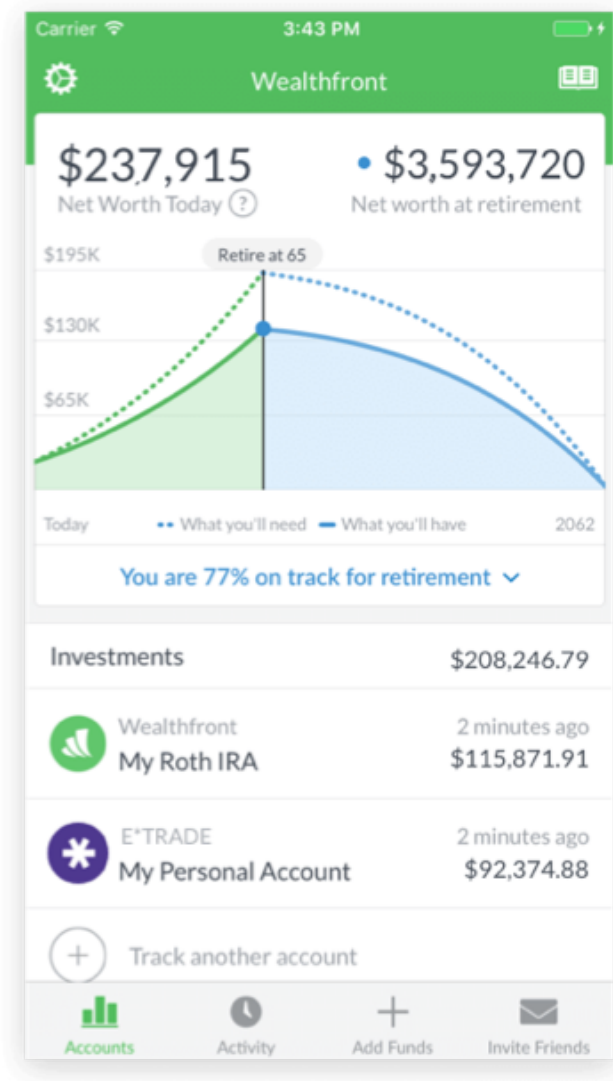 Carrier 3:43 PM
Wealthfront
$237,915 $3,593,720
Net Worth Today ? Net worth at retirement
$195K Retire at 65
$130K
$65K
Today What you'll need What you'll have 2062
You are 77% on track for retirement
Investments $208,246.79
Wealthfront 2 minutes ago
My Roth IRA $115,871.91
E*TRADE 2 minutes ago
My Personal Account $92,374.88
Track another account
Accounts Activity Add Funds Invite Friends